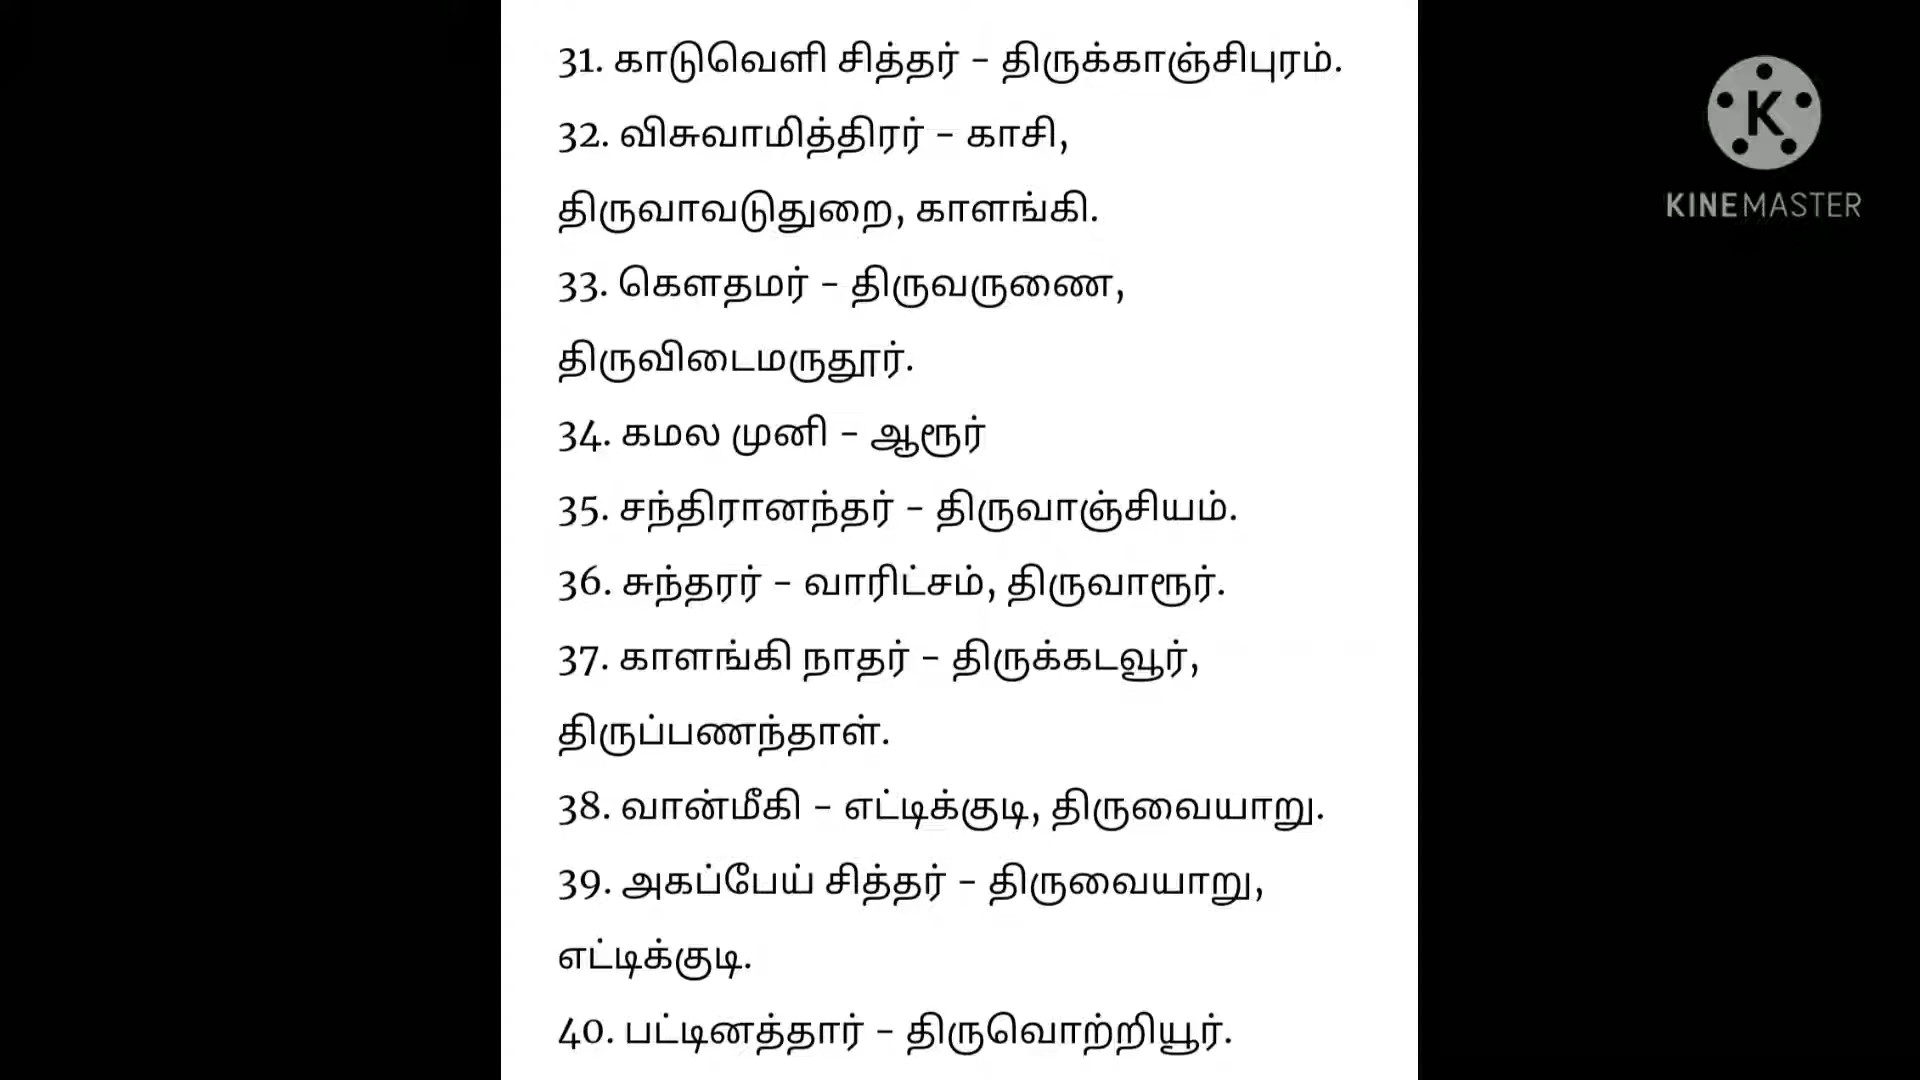 31. காடுவெளி சித்தர் - திருக்காஞ்சிபுரம்.
32. விசுவாமித்திரர் - காசி,
திருவாவடுதுறை, காளங்கி.
33. கௌதமர் - திருவருணை,
திருவிடைமருதூர்.
34. கமல முனி - ஆரூர்
35. சந்திரானந்தர் - திருவாஞ்சியம்.
36. சுந்தரர் - வாரிட்சம், திருவாரூர்.
37. காளங்கி நாதர் - திருக்கடவூர்,
திருப்பணந்தாள்.
38. வான்மீகி - எட்டிக்குடி, திருவையாறு.
39. அகப்பேய் சித்தர் - திருவையாறு,
எட்டிக்குடி.
40. பட்டினத்தார் - திருவொற்றியூர்.
K
KINEMASTER